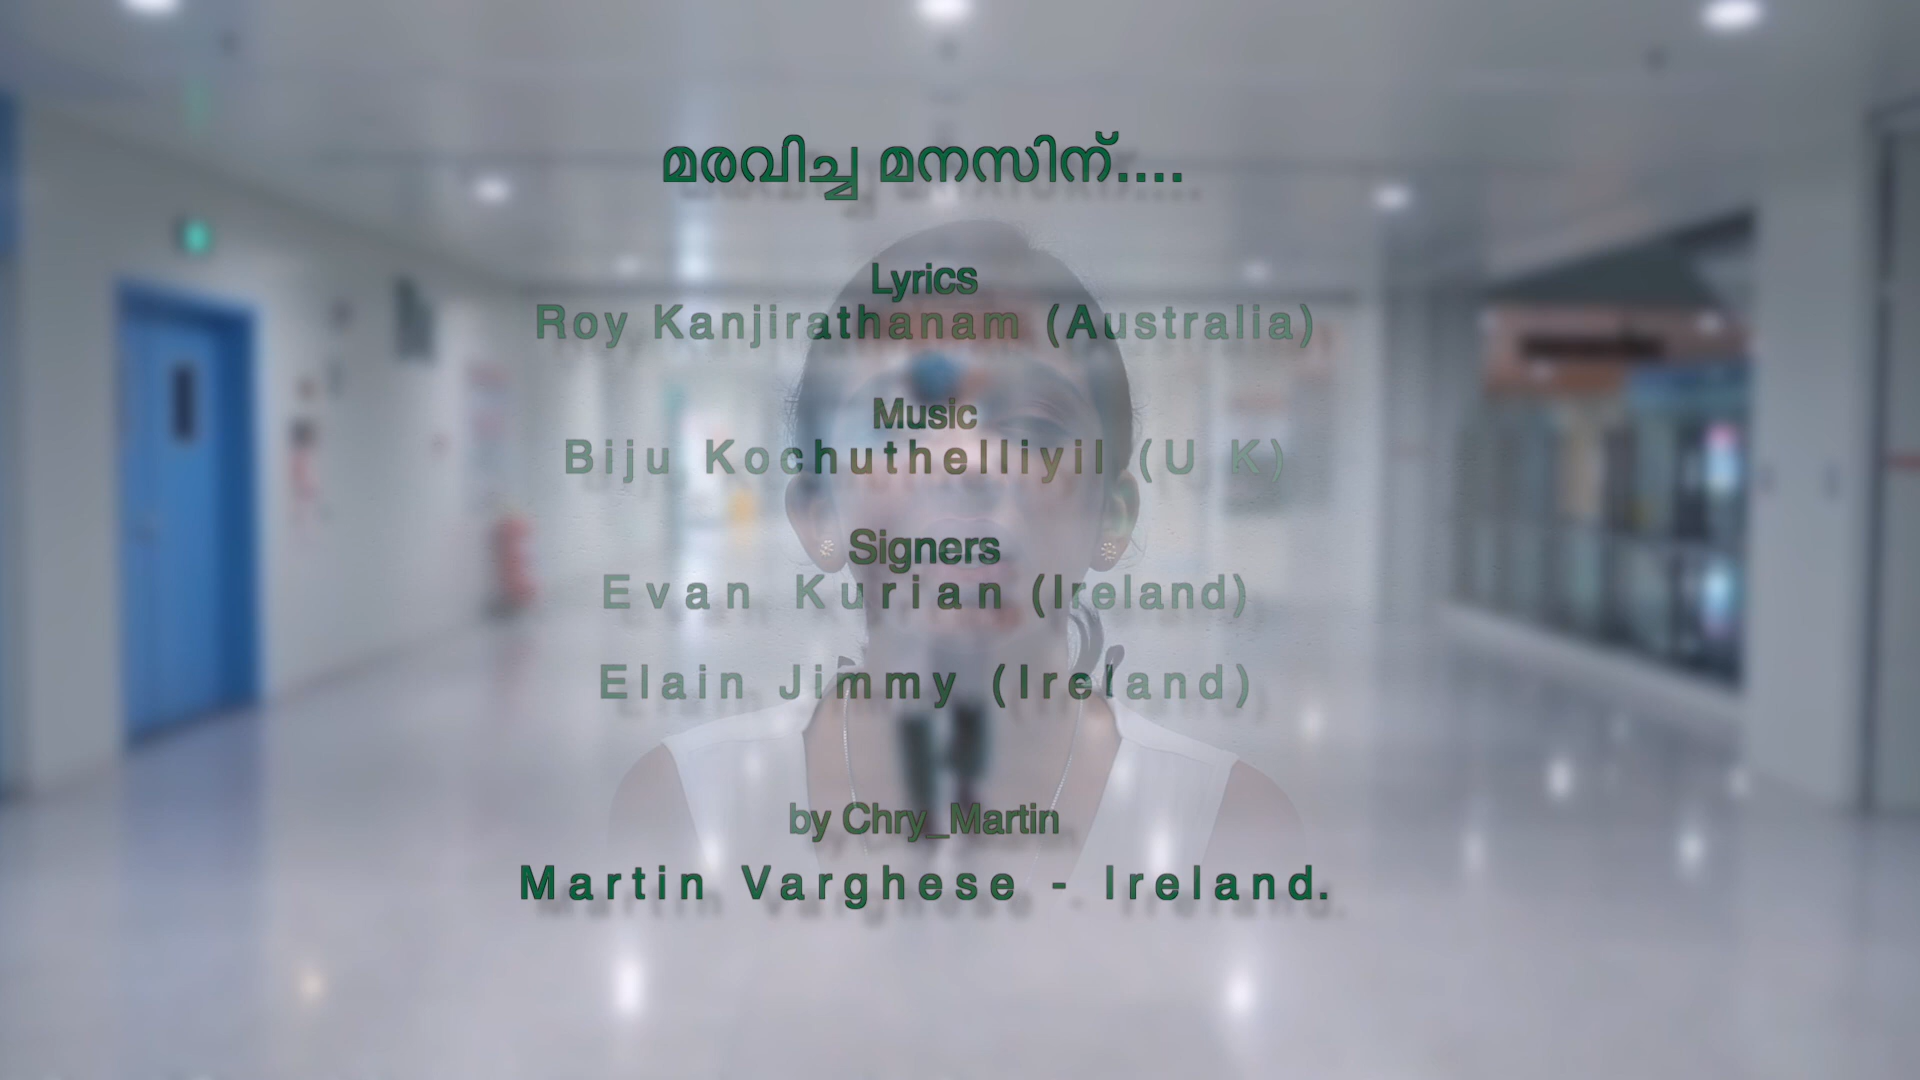 മരവിച്ച മനസിന്....
Lyrics
Roy Kanjirathanam (Australia)
Music
Biju Kochuthelliyil (U K)
Signers
Evan Kurian (Ireland)
Elain Jimmy (Ireland)
by Chry_Martin
Martin Varghese - Ireland.